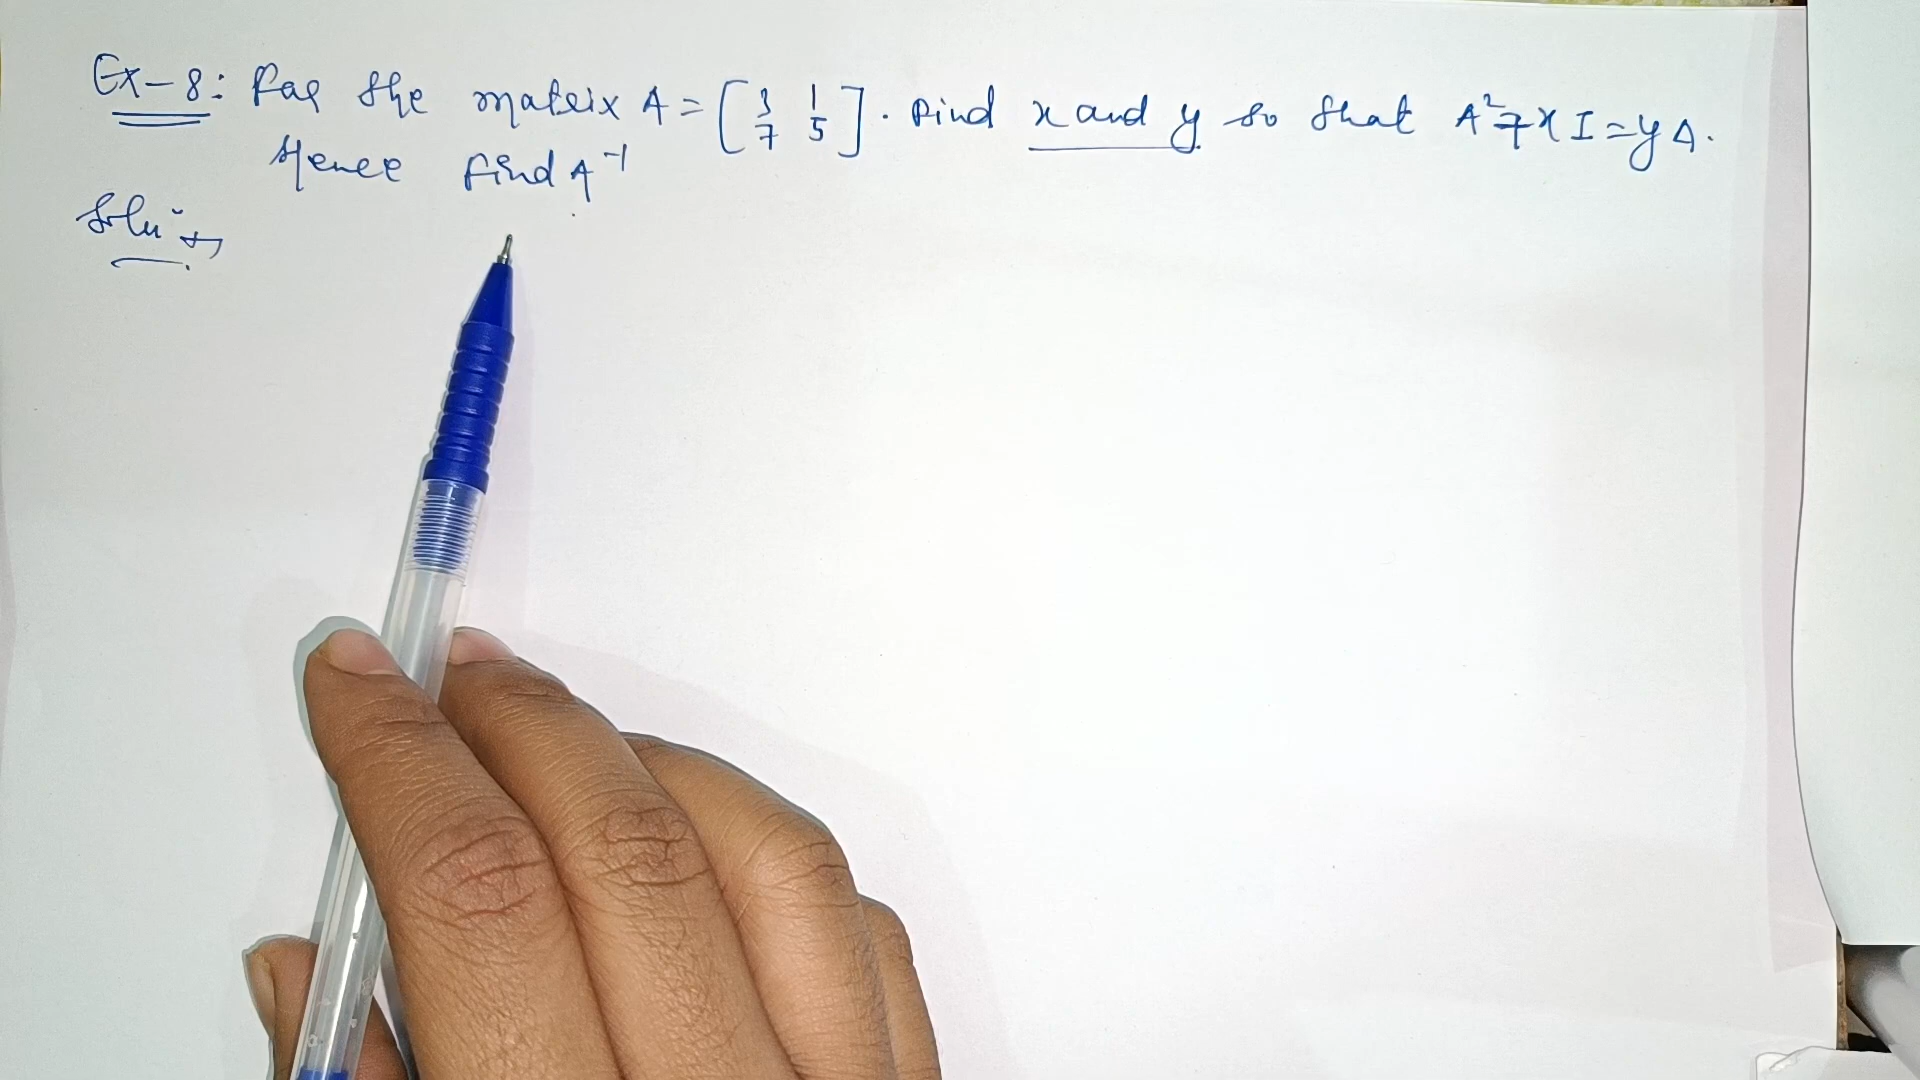 Ex-8: For the matrix A = [3 1 7 5]. Find x and y so that A²+xI=yA.
Hence find A⁻¹
Soluⁿ →